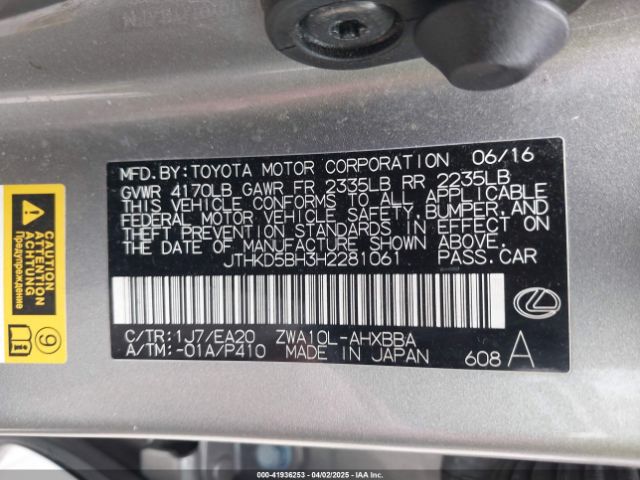 MFD.BY:TOYOTA MOTOR CORPORATION 06/16
GVWR 4170LB GAWR FR 2335LB RR 2235LB
THIS VEHICLE CONFORMS TO ALL APPLICABLE
FEDERAL MOTOR VEHICLE SAFETY,BUMPER,AND
THEFT PREVENTION STANDARDS IN EFFECT ON
THE DATE OF MANUFACTURE SHOWN ABOVE.
JTHKD5BH3H2281061 PASS.CAR
C/TR:1J7/EA20 ZWA10L-AHXBBA
A/TM:-01A/P410 MADE IN JAPAN 608 A
CAUTION
ATTENTION
ACHTUNG
9
000-41936253 - 04/02/2025 - IAAI.COM